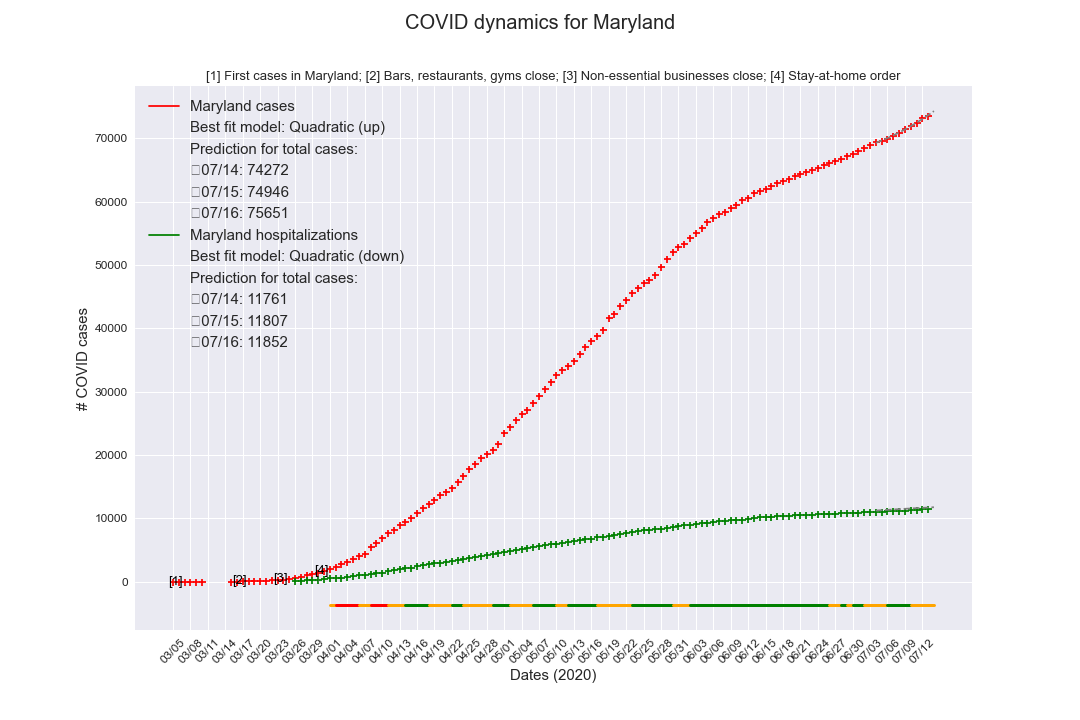 COVID dynamics for Maryland
[1] First cases in Maryland; [2] Bars, restaurants, gyms close; [3] Non-essential businesses close; [4] Stay-at-home order
Maryland cases
Best fit model: Quadratic (up)
Prediction for total cases:
07/14: 74272
07/15: 74946
07/16: 75651
Maryland hospitalizations
Best fit model: Quadratic (down)
Prediction for total cases:
07/14: 11761
07/15: 11807
07/16: 11852
# COVID cases
70000
60000
50000
40000
30000
20000
10000
0
[1]
[2]
[3]
[4]
03/05 03/08 03/11 03/14 03/17 03/20 03/23 03/26 03/29 04/01 04/04 04/07 04/10 04/13 04/16 04/19 04/22 04/25 04/28 05/01 05/04 05/07 05/10 05/13 05/16 05/19 05/22 05/25 05/28 05/31 06/03 06/06 06/09 06/12 06/15 06/18 06/21 06/24 06/27 06/30 07/03 07/06 07/09 07/12
Dates (2020)